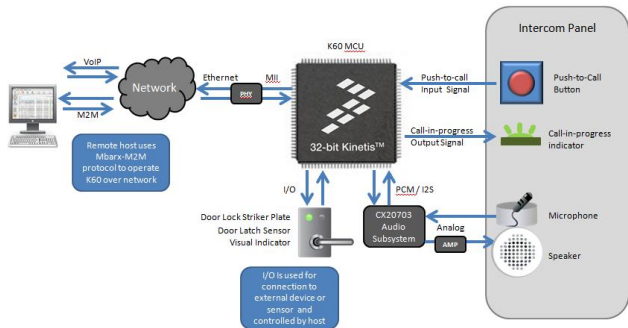 K60 MCU
Intercom Panel
VoIP
Network
M2M
Ethernet
MII
PHY
32-bit Kinetis™
Push-to-call
Input Signal
Push-to-Call
Button
Call-in-progress
Output Signal
Call-in-progress
indicator
Remote host uses
Mbarx-M2M
protocol to operate
K60 over network
I/O
PCM / I2S
Door Lock Striker Plate
Door Latch Sensor
Visual Indicator
CX20703
Audio
Subsystem
Analog
AMP
Microphone
Speaker
I/O Is used for
connection to
external device or
sensor and
controlled by host